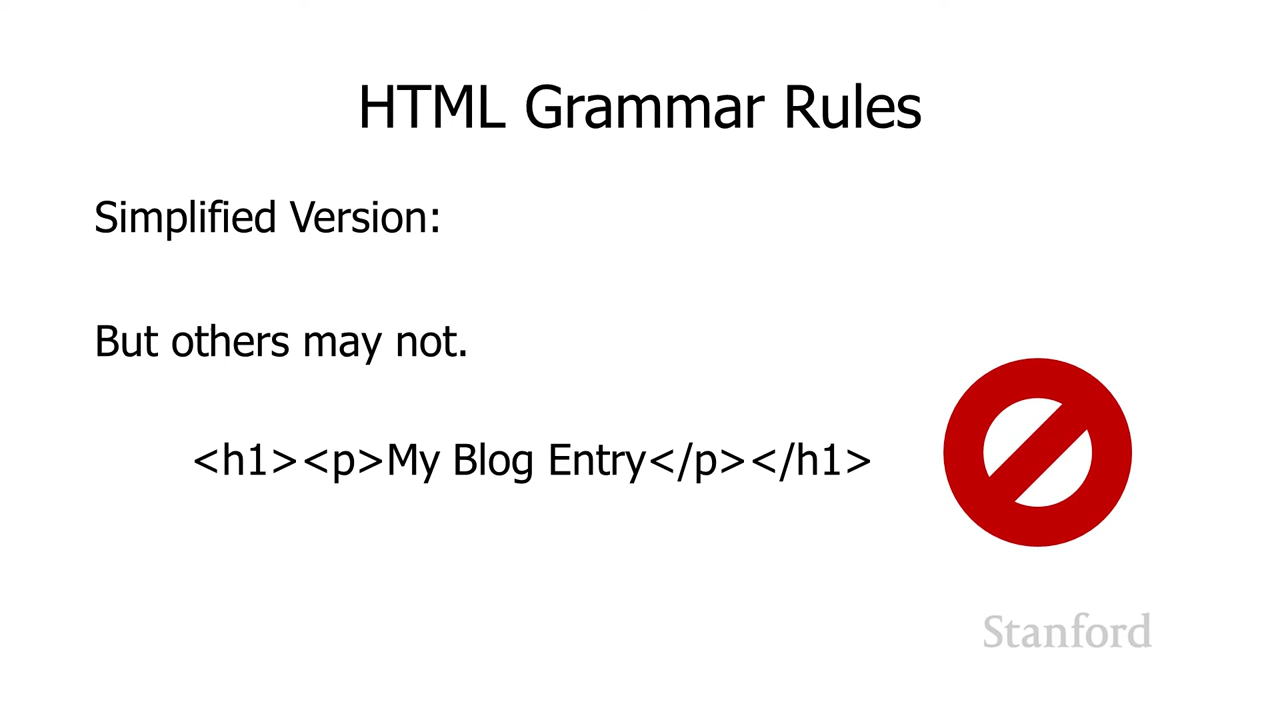 HTML Grammar Rules
Simplified Version:
But others may not.
<h1><p>My Blog Entry</p></h1>
Stanford